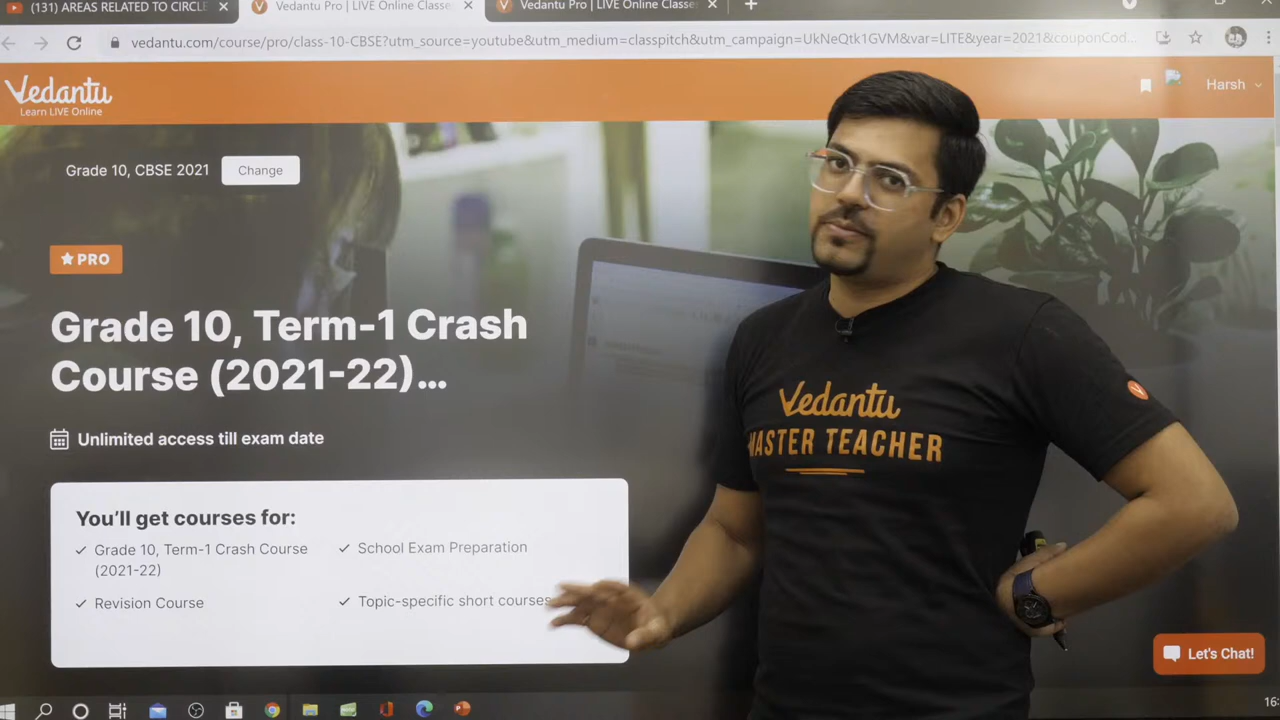 (131) AREAS RELATED TO CIRCL
Vedantu Pro | LIVE Online Classe
Vedantu Pro | LIVE Online Classe
vedantu.com/course/pro/class-10-CBSE?utm_source=youtube&utm_medium=classpitch&utm_campaign=UkNeQtk1GVM&var=LITE&year=2021&couponCod...
Vedantu
Learn LIVE Online
Harsh
Grade 10, CBSE 2021
Change
PRO
Grade 10, Term-1 Crash
Course (2021-22)...
Unlimited access till exam date
You'll get courses for:
Grade 10, Term-1 Crash Course
(2021-22)
School Exam Preparation
Revision Course
Topic-specific short courses
Vedantu
MASTER TEACHER
Let's Chat!
16